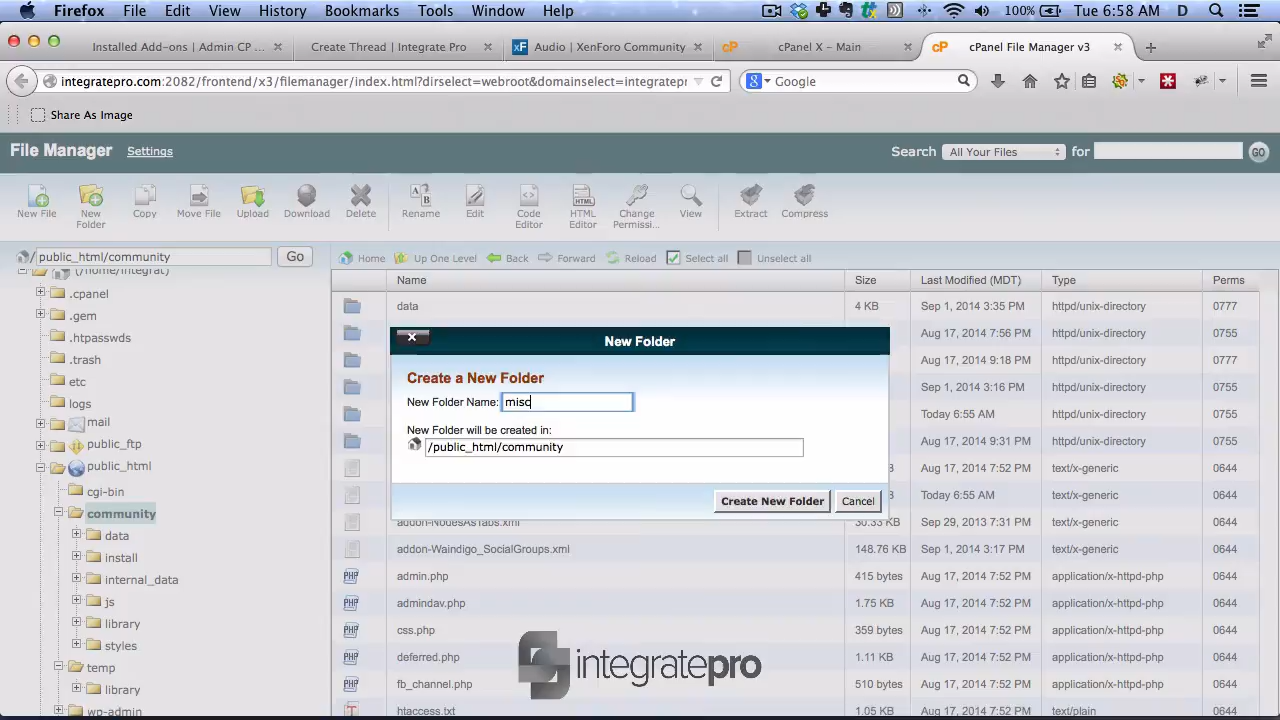 Firefox File Edit View History Bookmarks Tools Window Help 100% Tue 6:58 AM D
Installed Add-ons | Admin CP ... Create Thread | Integrate Pro xF Audio | XenForo Community cP cPanel X – Main cP cPanel File Manager v3
integratepro.com:2082/frontend/x3/filemanager/index.html?dirselect=webroot&domainselect=integratepr Google
Share As Image
File Manager Settings Search All Your Files for GO
New File New Folder Copy Move File Upload Download Delete Rename Edit Code Editor HTML Editor Change Permissi... View Extract Compress
/ public_html/community Go Home Up One Level Back Forward Reload Select all Unselect all
(/home/integrat)
Name Size Last Modified (MDT) Type Perms
.cpanel
data 4 KB Sep 1, 2014 3:35 PM httpd/unix-directory 0777
.gem
Aug 17, 2014 7:56 PM httpd/unix-directory 0755
.htpasswds
.trash
Aug 17, 2014 9:18 PM httpd/unix-directory 0777
etc
Sep 1, 2014 3:16 PM httpd/unix-directory 0755
logs
Today 6:55 AM httpd/unix-directory 0755
mail
public_ftp
Aug 17, 2014 9:31 PM httpd/unix-directory 0755
public_html
Aug 17, 2014 7:52 PM text/x-generic 0644
cgi-bin
Today 6:55 AM text/x-generic 0644
community
addon-NodesAsTabs.xml 30.33 KB Sep 29, 2013 7:31 PM text/x-generic 0644
data
addon-Waindigo_SocialGroups.xml 148.76 KB Sep 1, 2014 3:17 PM text/x-generic 0644
install
internal_data
admin.php 415 bytes Aug 17, 2014 7:52 PM application/x-httpd-php 0644
js
admindav.php 1.75 KB Aug 17, 2014 7:52 PM application/x-httpd-php 0644
library
css.php 359 bytes Aug 17, 2014 7:52 PM application/x-httpd-php 0644
styles
deferred.php 1.11 KB Aug 17, 2014 7:52 PM application/x-httpd-php 0644
temp
library
fb_channel.php 510 bytes Aug 17, 2014 7:52 PM application/x-httpd-php 0644
wp-admin
htaccess.txt 1.05 KB Aug 17, 2014 7:52 PM text/plain 0644
New Folder
Create a New Folder
New Folder Name: misc
New Folder will be created in:
/public_html/community
Create New Folder Cancel
integratepro